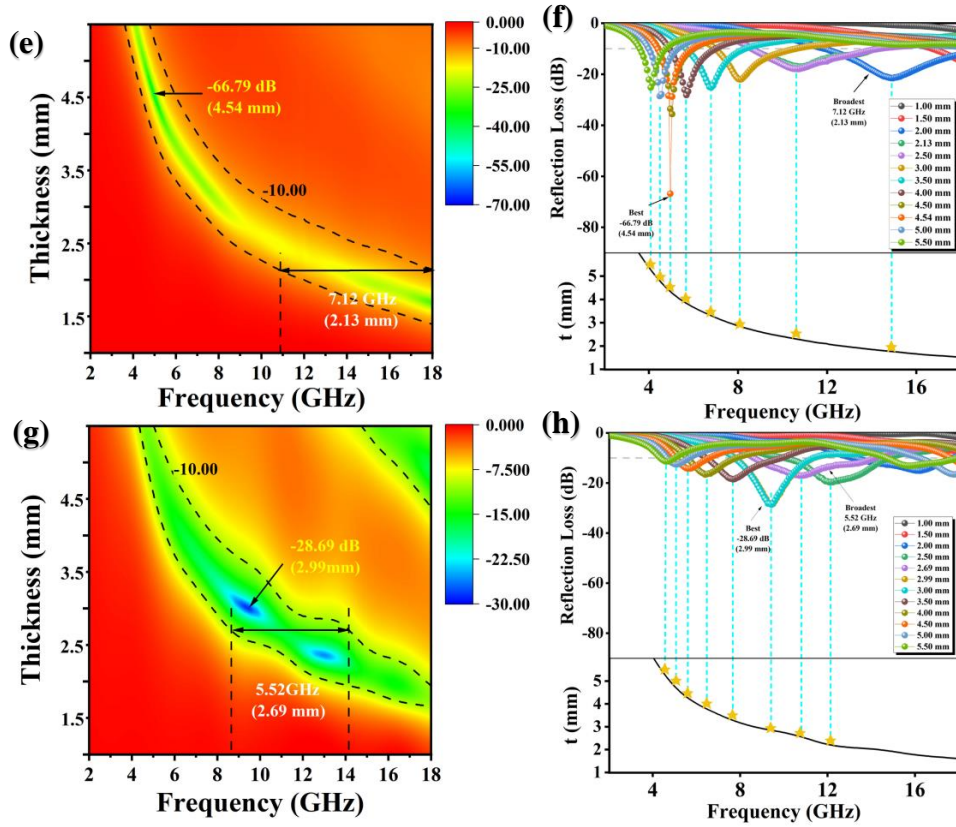 (e)
Thickness (mm)
4.5
3.5
2.5
1.5
-66.79 dB
(4.54 mm)
-10.00
7.12 GHz
(2.13 mm)
2 4 6 8 10 12 14 16 18
Frequency (GHz)
0.000
-10.00
-25.00
-40.00
-55.00
-70.00
(f)
Reflection Loss (dB)
0
-20
-40
-60
-80
Broadest
7.12 GHz
(2.13 mm)
Best
-66.79 dB
(4.54 mm)
1.00 mm
1.50 mm
2.00 mm
2.13 mm
2.50 mm
3.00 mm
3.50 mm
4.00 mm
4.50 mm
4.54 mm
5.00 mm
5.50 mm
t (mm)
5
4
3
2
1
4 8 12 16
Frequency (GHz)
(g)
Thickness (mm)
4.5
3.5
2.5
1.5
-10.00
-28.69 dB
(2.99mm)
5.52GHz
(2.69 mm)
2 4 6 8 10 12 14 16 18
Frequency (GHz)
0.000
-7.500
-15.00
-22.50
-30.00
(h)
Reflection Loss (dB)
0
-20
-40
-60
-80
Best
-28.69 dB
(2.99 mm)
Broadest
5.52 GHz
(2.69 mm)
1.00 mm
1.50 mm
2.00 mm
2.50 mm
2.69 mm
2.99 mm
3.00 mm
3.50 mm
4.00 mm
4.50 mm
5.00 mm
5.50 mm
t (mm)
5
4
3
2
1
4 8 12 16
Frequency (GHz)